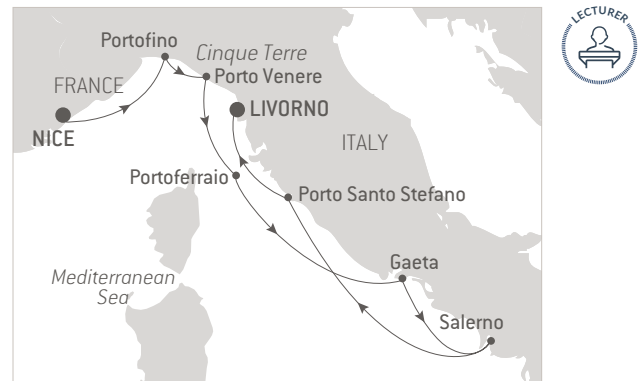 LECTURER
Portofino
Cinque Terre
Porto Venere
FRANCE
LIVORNO
NICE
ITALY
Portoferraio
Porto Santo Stefano
Gaeta
Mediterranean
Sea
Salerno